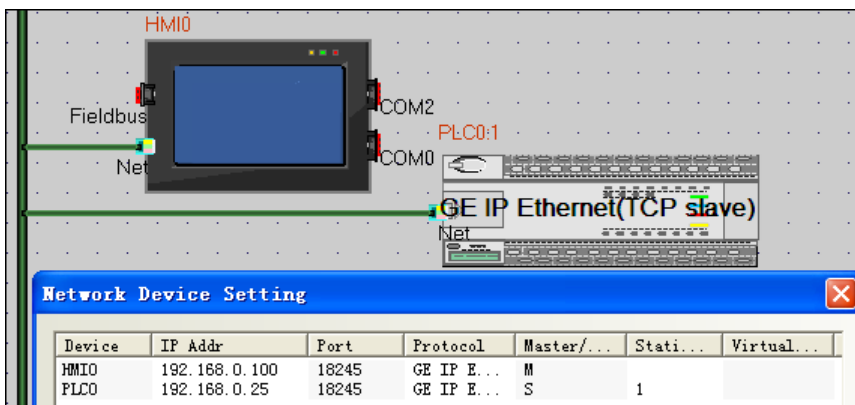 HMI0
Fieldbus
COM2
Net
COM0
PLC0:1
GE IP Ethernet(TCP slave)
Net
Network Device Setting
Device IP Addr Port Protocol Master/... Stati... Virtual...
HMI0 192.168.0.100 18245 GE IP E... M
PLC0 192.168.0.25 18245 GE IP E... S 1